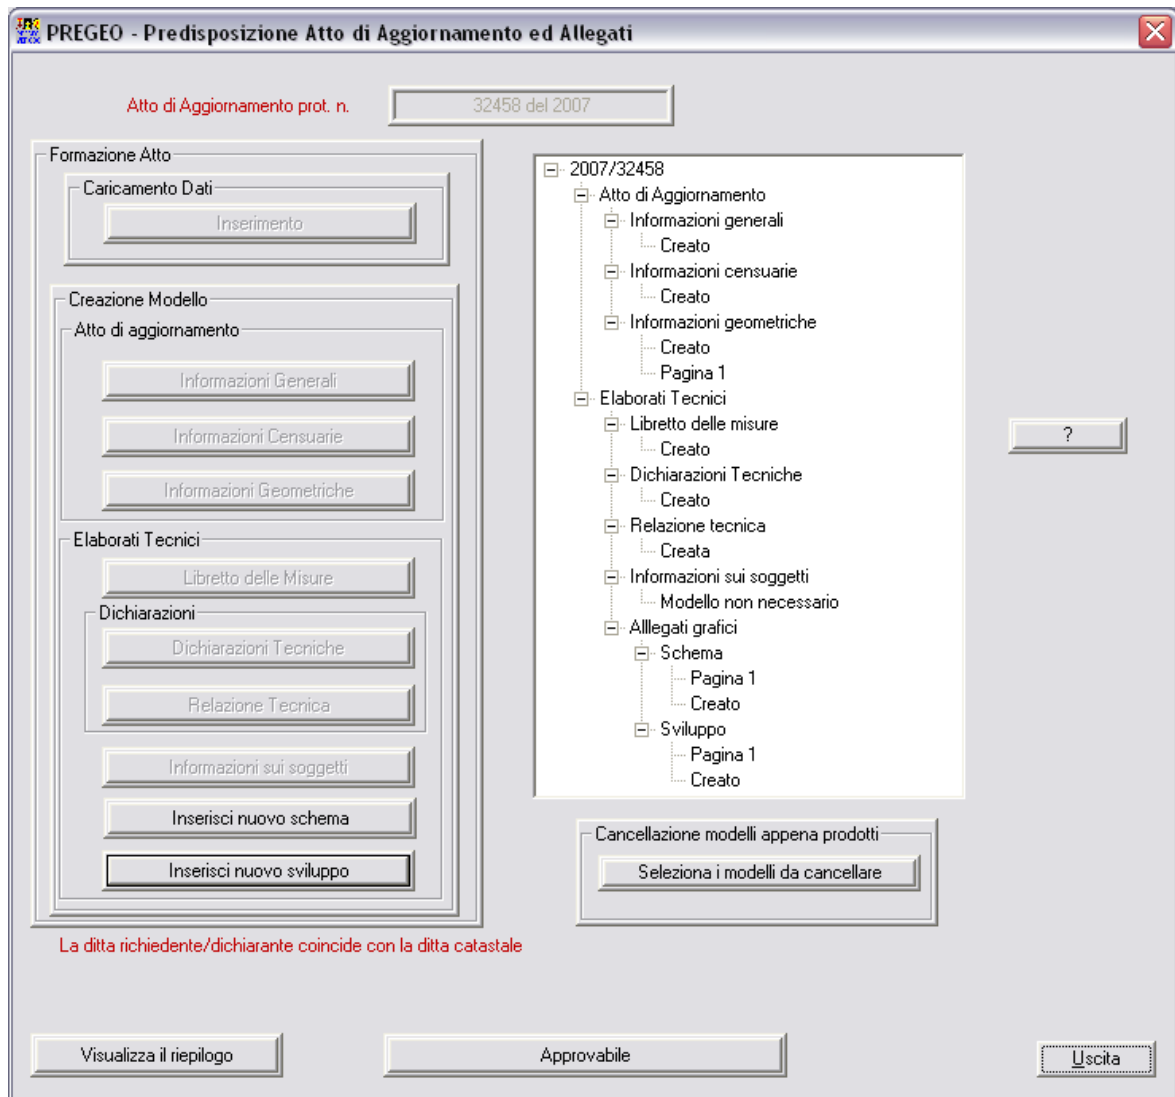 PREGEO - Predisposizione Atto di Aggiornamento ed Allegati
Atto di Aggiornamento prot. n.
32458 del 2007
Formazione Atto
Caricamento Dati
Inserimento
Creazione Modello
Atto di aggiornamento
Informazioni Generali
Informazioni Censuarie
Informazioni Geometriche
Elaborati Tecnici
Libretto delle Misure
Dichiarazioni
Dichiarazioni Tecniche
Relazione Tecnica
Informazioni sui soggetti
Inserisci nuovo schema
Inserisci nuovo sviluppo
2007/32458
Atto di Aggiornamento
Informazioni generali
Creato
Informazioni censuarie
Creato
Informazioni geometriche
Creato
Pagina 1
Elaborati Tecnici
Libretto delle misure
Creato
Dichiarazioni Tecniche
Creato
Relazione tecnica
Creata
Informazioni sui soggetti
Modello non necessario
Alllegati grafici
Schema
Pagina 1
Creato
Sviluppo
Pagina 1
Creato
?
Cancellazione modelli appena prodotti
Seleziona i modelli da cancellare
La ditta richiedente/dichiarante coincide con la ditta catastale
Visualizza il riepilogo
Approvabile
Uscita